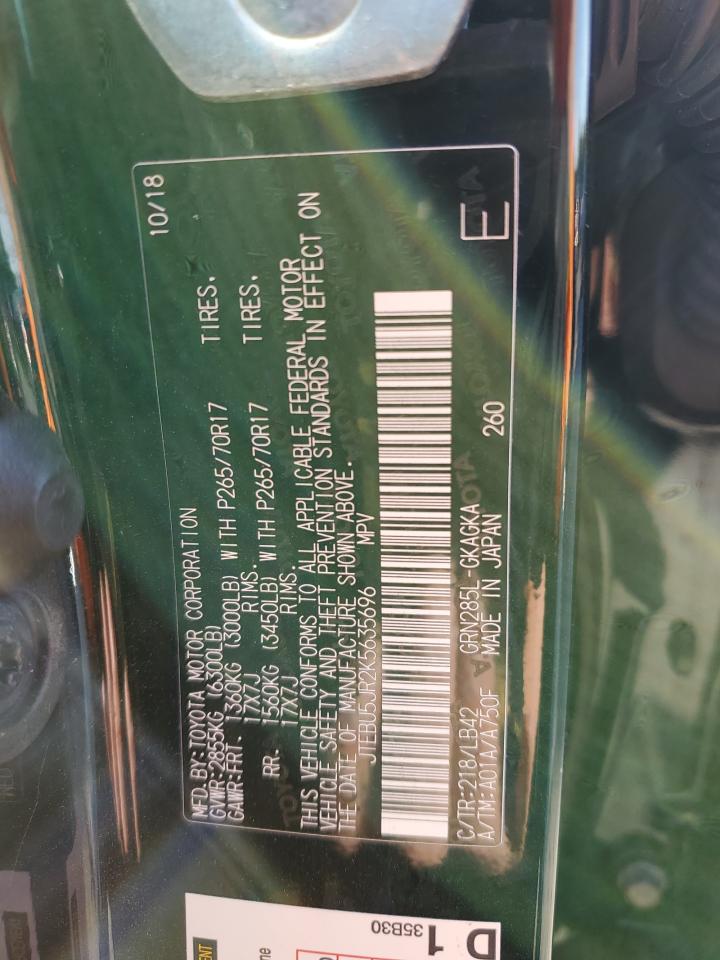 MFD. BY: TOYOTA MOTOR CORPORATION 10/18
GVWR: 2855KG (6300LB)
GAWR: FRT. 1360KG (3000LB) WITH P265/70R17 TIRES.
17X7J RIMS.
RR. 1560KG (3450LB) WITH P265/70R17 TIRES.
17X7J RIMS.
THIS VEHICLE CONFORMS TO ALL APPLICABLE FEDERAL MOTOR
VEHICLE SAFETY AND THEFT PREVENTION STANDARDS IN EFFECT ON
THE DATE OF MANUFACTURE SHOWN ABOVE.
JTEBU5JR2K5635696 MPV
C/TR: 218/LB42 GRN285L-GKAGKA 260
A/TM: A01A/A750F MADE IN JAPAN
E
D 1
35B30